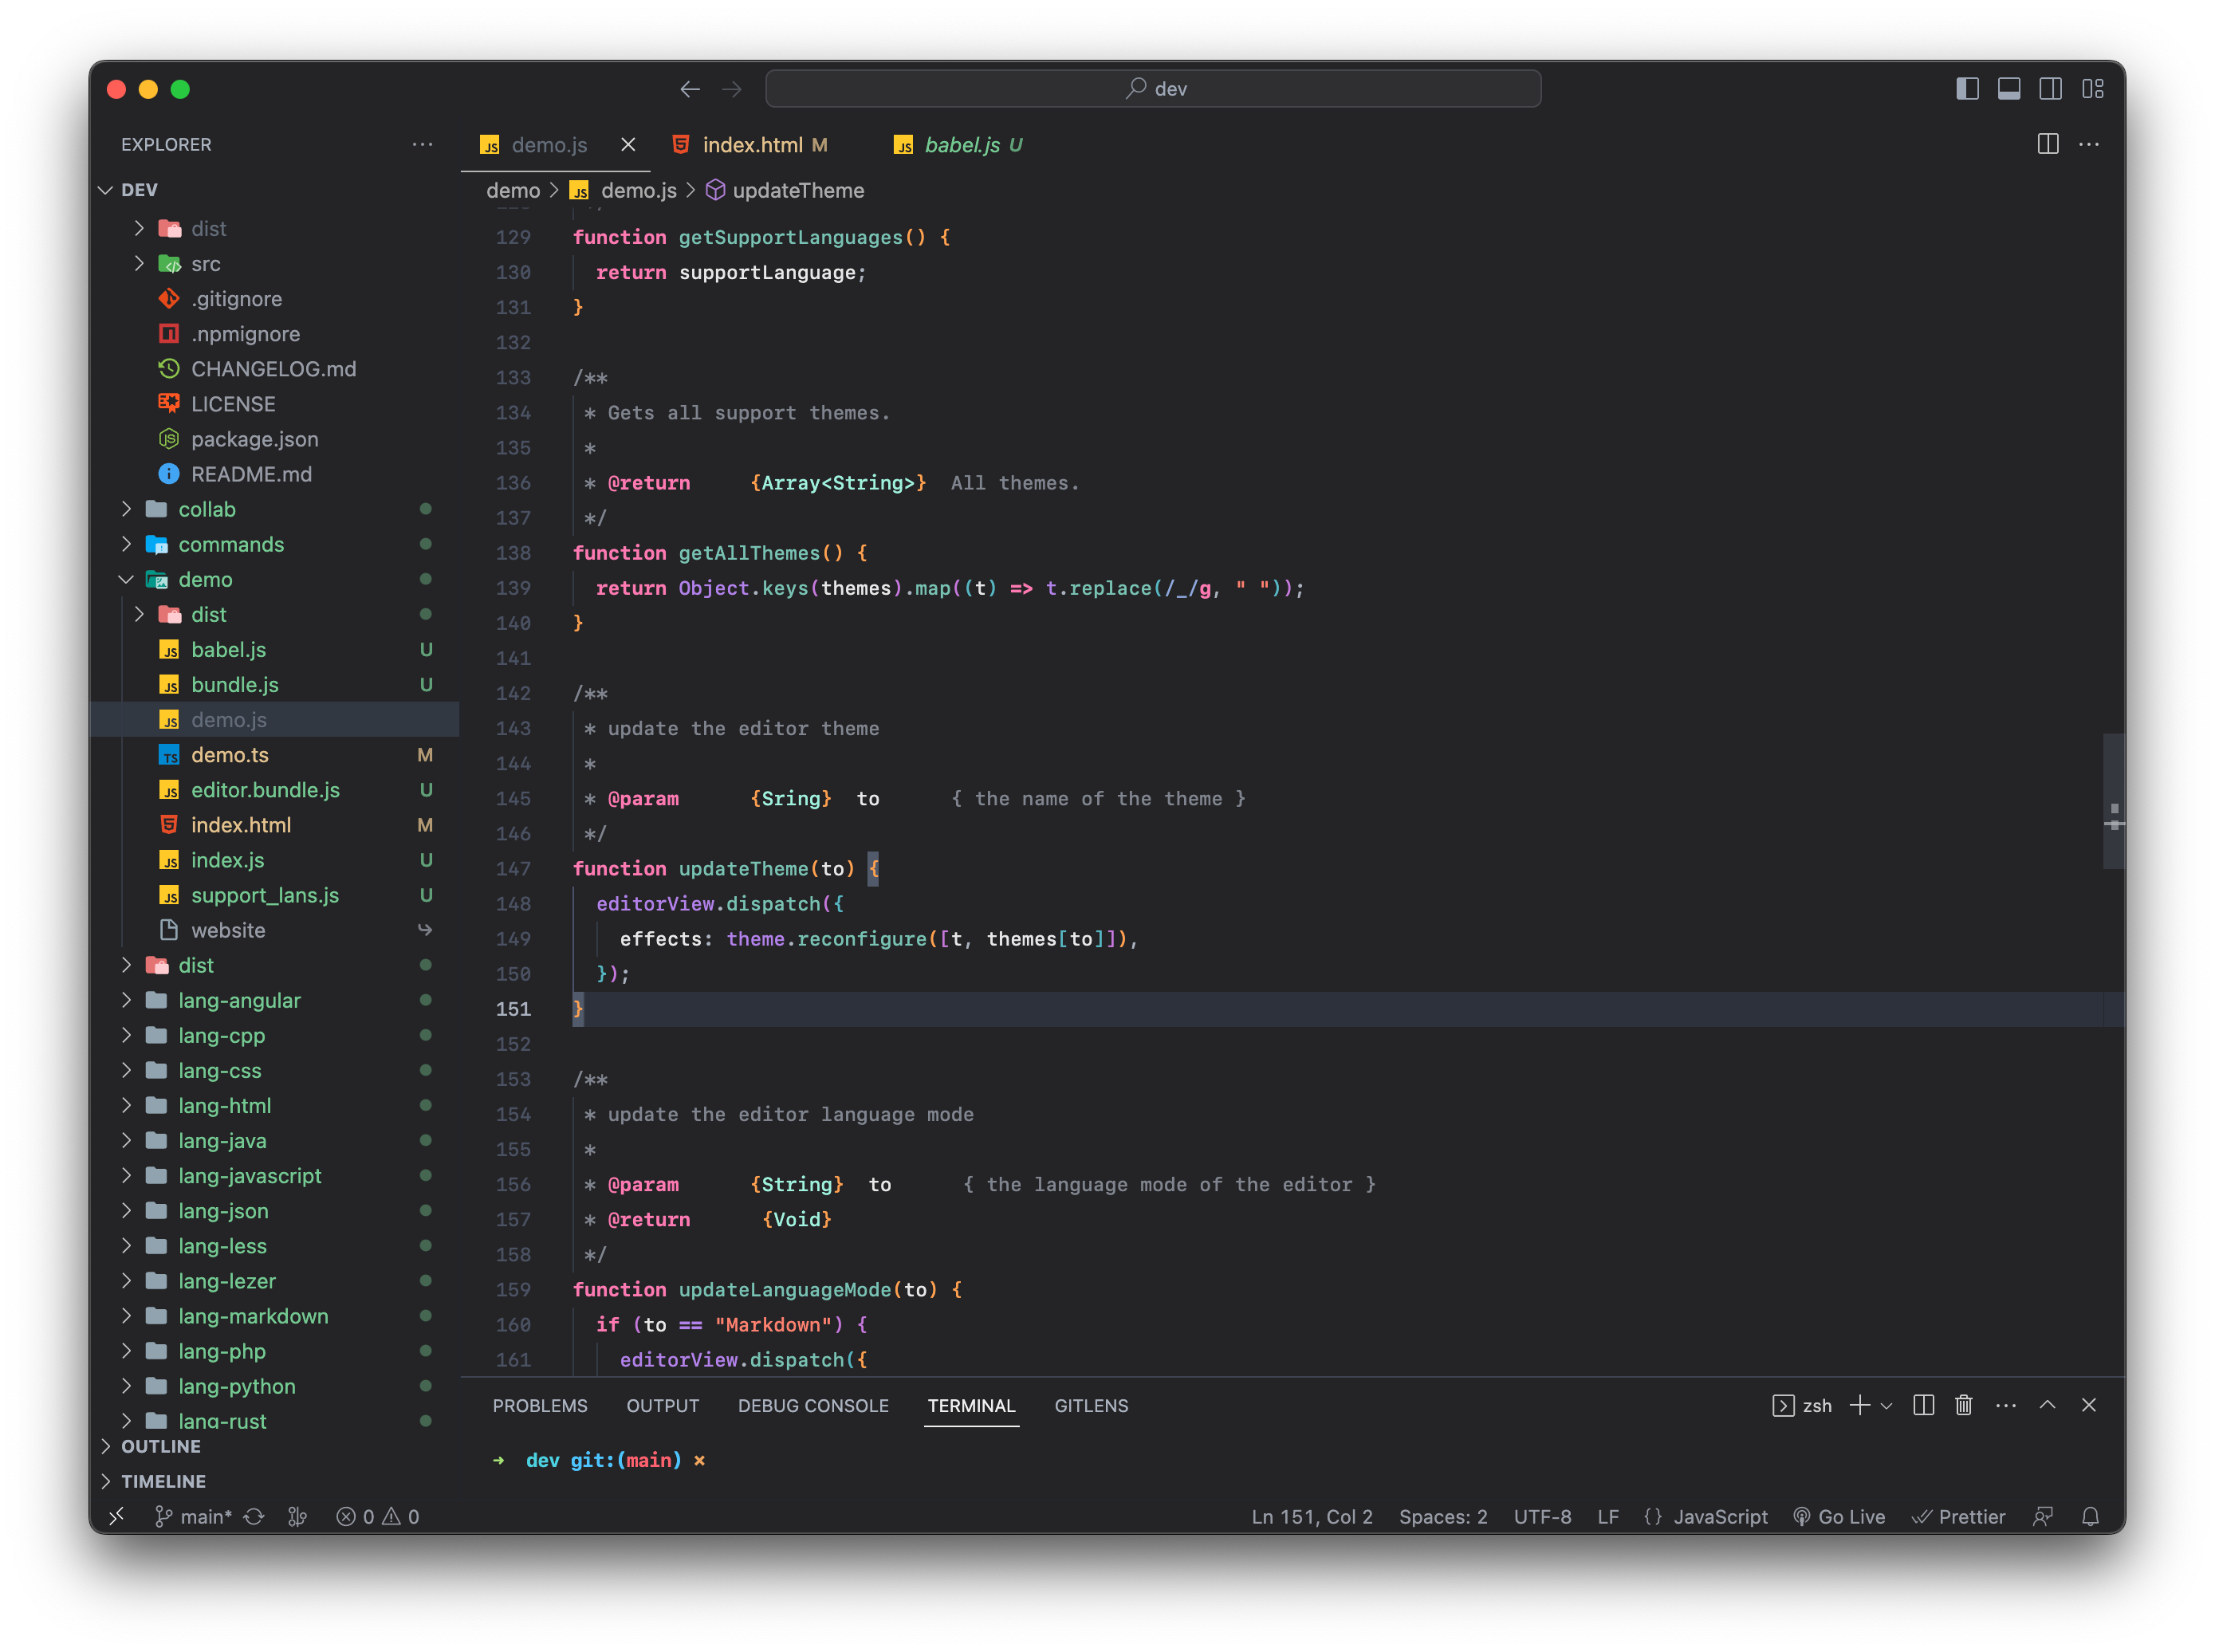 dev
EXPLORER
demo.js
index.html M
babel.js U
DEV
demo > demo.js > updateTheme
dist
src
.gitignore
.npmignore
CHANGELOG.md
LICENSE
package.json
README.md
collab
commands
demo
dist
babel.js U
bundle.js U
demo.js
demo.ts M
editor.bundle.js U
index.html M
index.js U
support_lans.js U
website
dist
lang-angular
lang-cpp
lang-css
lang-html
lang-java
lang-javascript
lang-json
lang-less
lang-lezer
lang-markdown
lang-php
lang-python
lang-rust
OUTLINE
TIMELINE
129 function getSupportLanguages() {
130 return supportLanguage;
131 }
132
133 /**
134 * Gets all support themes.
135 *
136 * @return {Array<String>} All themes.
137 */
138 function getAllThemes() {
139 return Object.keys(themes).map((t) => t.replace(/_/g, " "));
140 }
141
142 /**
143 * update the editor theme
144 *
145 * @param {Sring} to { the name of the theme }
146 */
147 function updateTheme(to) {
148 editorView.dispatch({
149 effects: theme.reconfigure([t, themes[to]]),
150 });
151 }
152
153 /**
154 * update the editor language mode
155 *
156 * @param {String} to { the language mode of the editor }
157 * @return {Void}
158 */
159 function updateLanguageMode(to) {
160 if (to == "Markdown") {
161 editorView.dispatch({
PROBLEMS OUTPUT DEBUG CONSOLE TERMINAL GITLENS
zsh
→ dev git:(main) ×
main* 0 0
Ln 151, Col 2 Spaces: 2 UTF-8 LF {} JavaScript Go Live Prettier